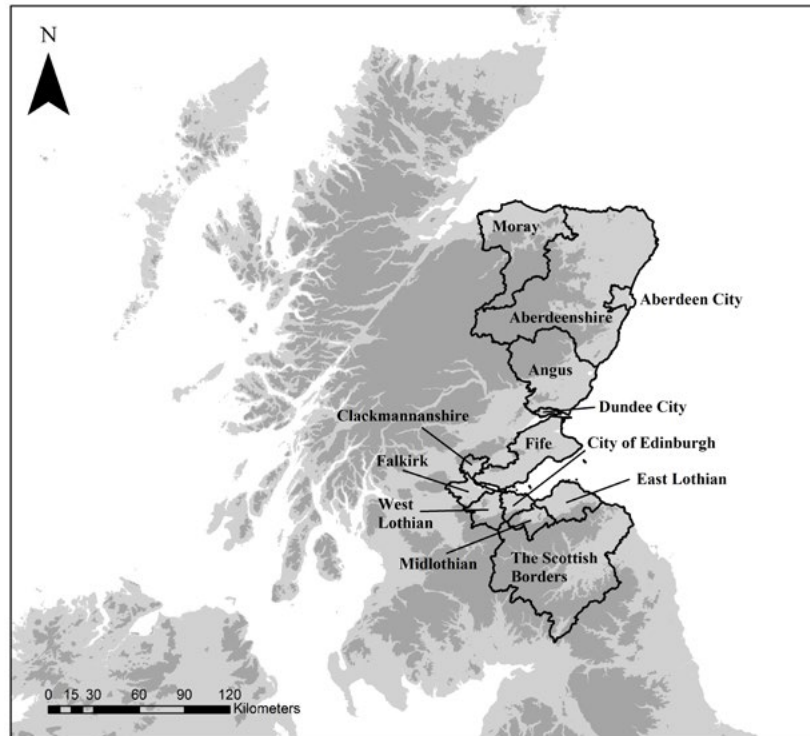 N
Moray
Aberdeen City
Aberdeenshire
Angus
Dundee City
Clackmannanshire
Fife
City of Edinburgh
Falkirk
East Lothian
West
Lothian
Midlothian
The Scottish
Borders
0 15 30 60 90 120
Kilometers